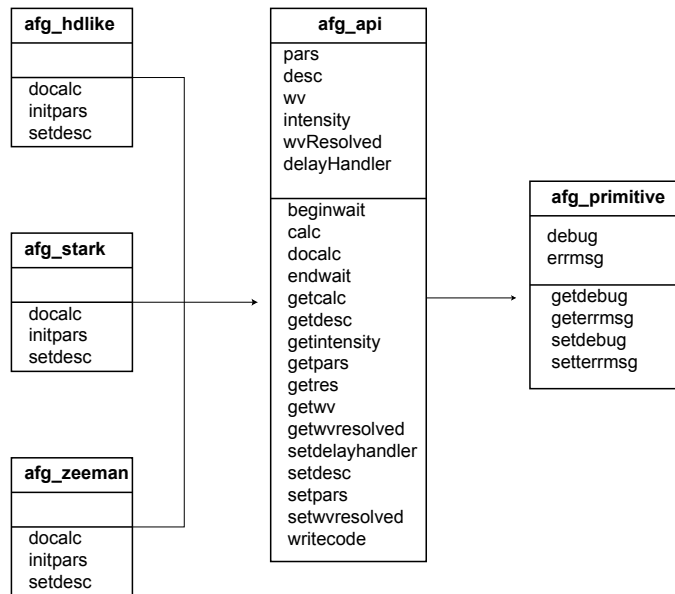 afg_hdlike
docalc
initpars
setdesc
afg_stark
docalc
initpars
setdesc
afg_zeeman
docalc
initpars
setdesc
afg_api
pars
desc
wv
intensity
wvResolved
delayHandler
beginwait
calc
docalc
endwait
getcalc
getdesc
getintensity
getpars
getres
getwv
getwvresolved
setdelayhandler
setdesc
setpars
setwvresolved
writecode
afg_primitive
debug
errmsg
getdebug
geterrmsg
setdebug
setterrmsg